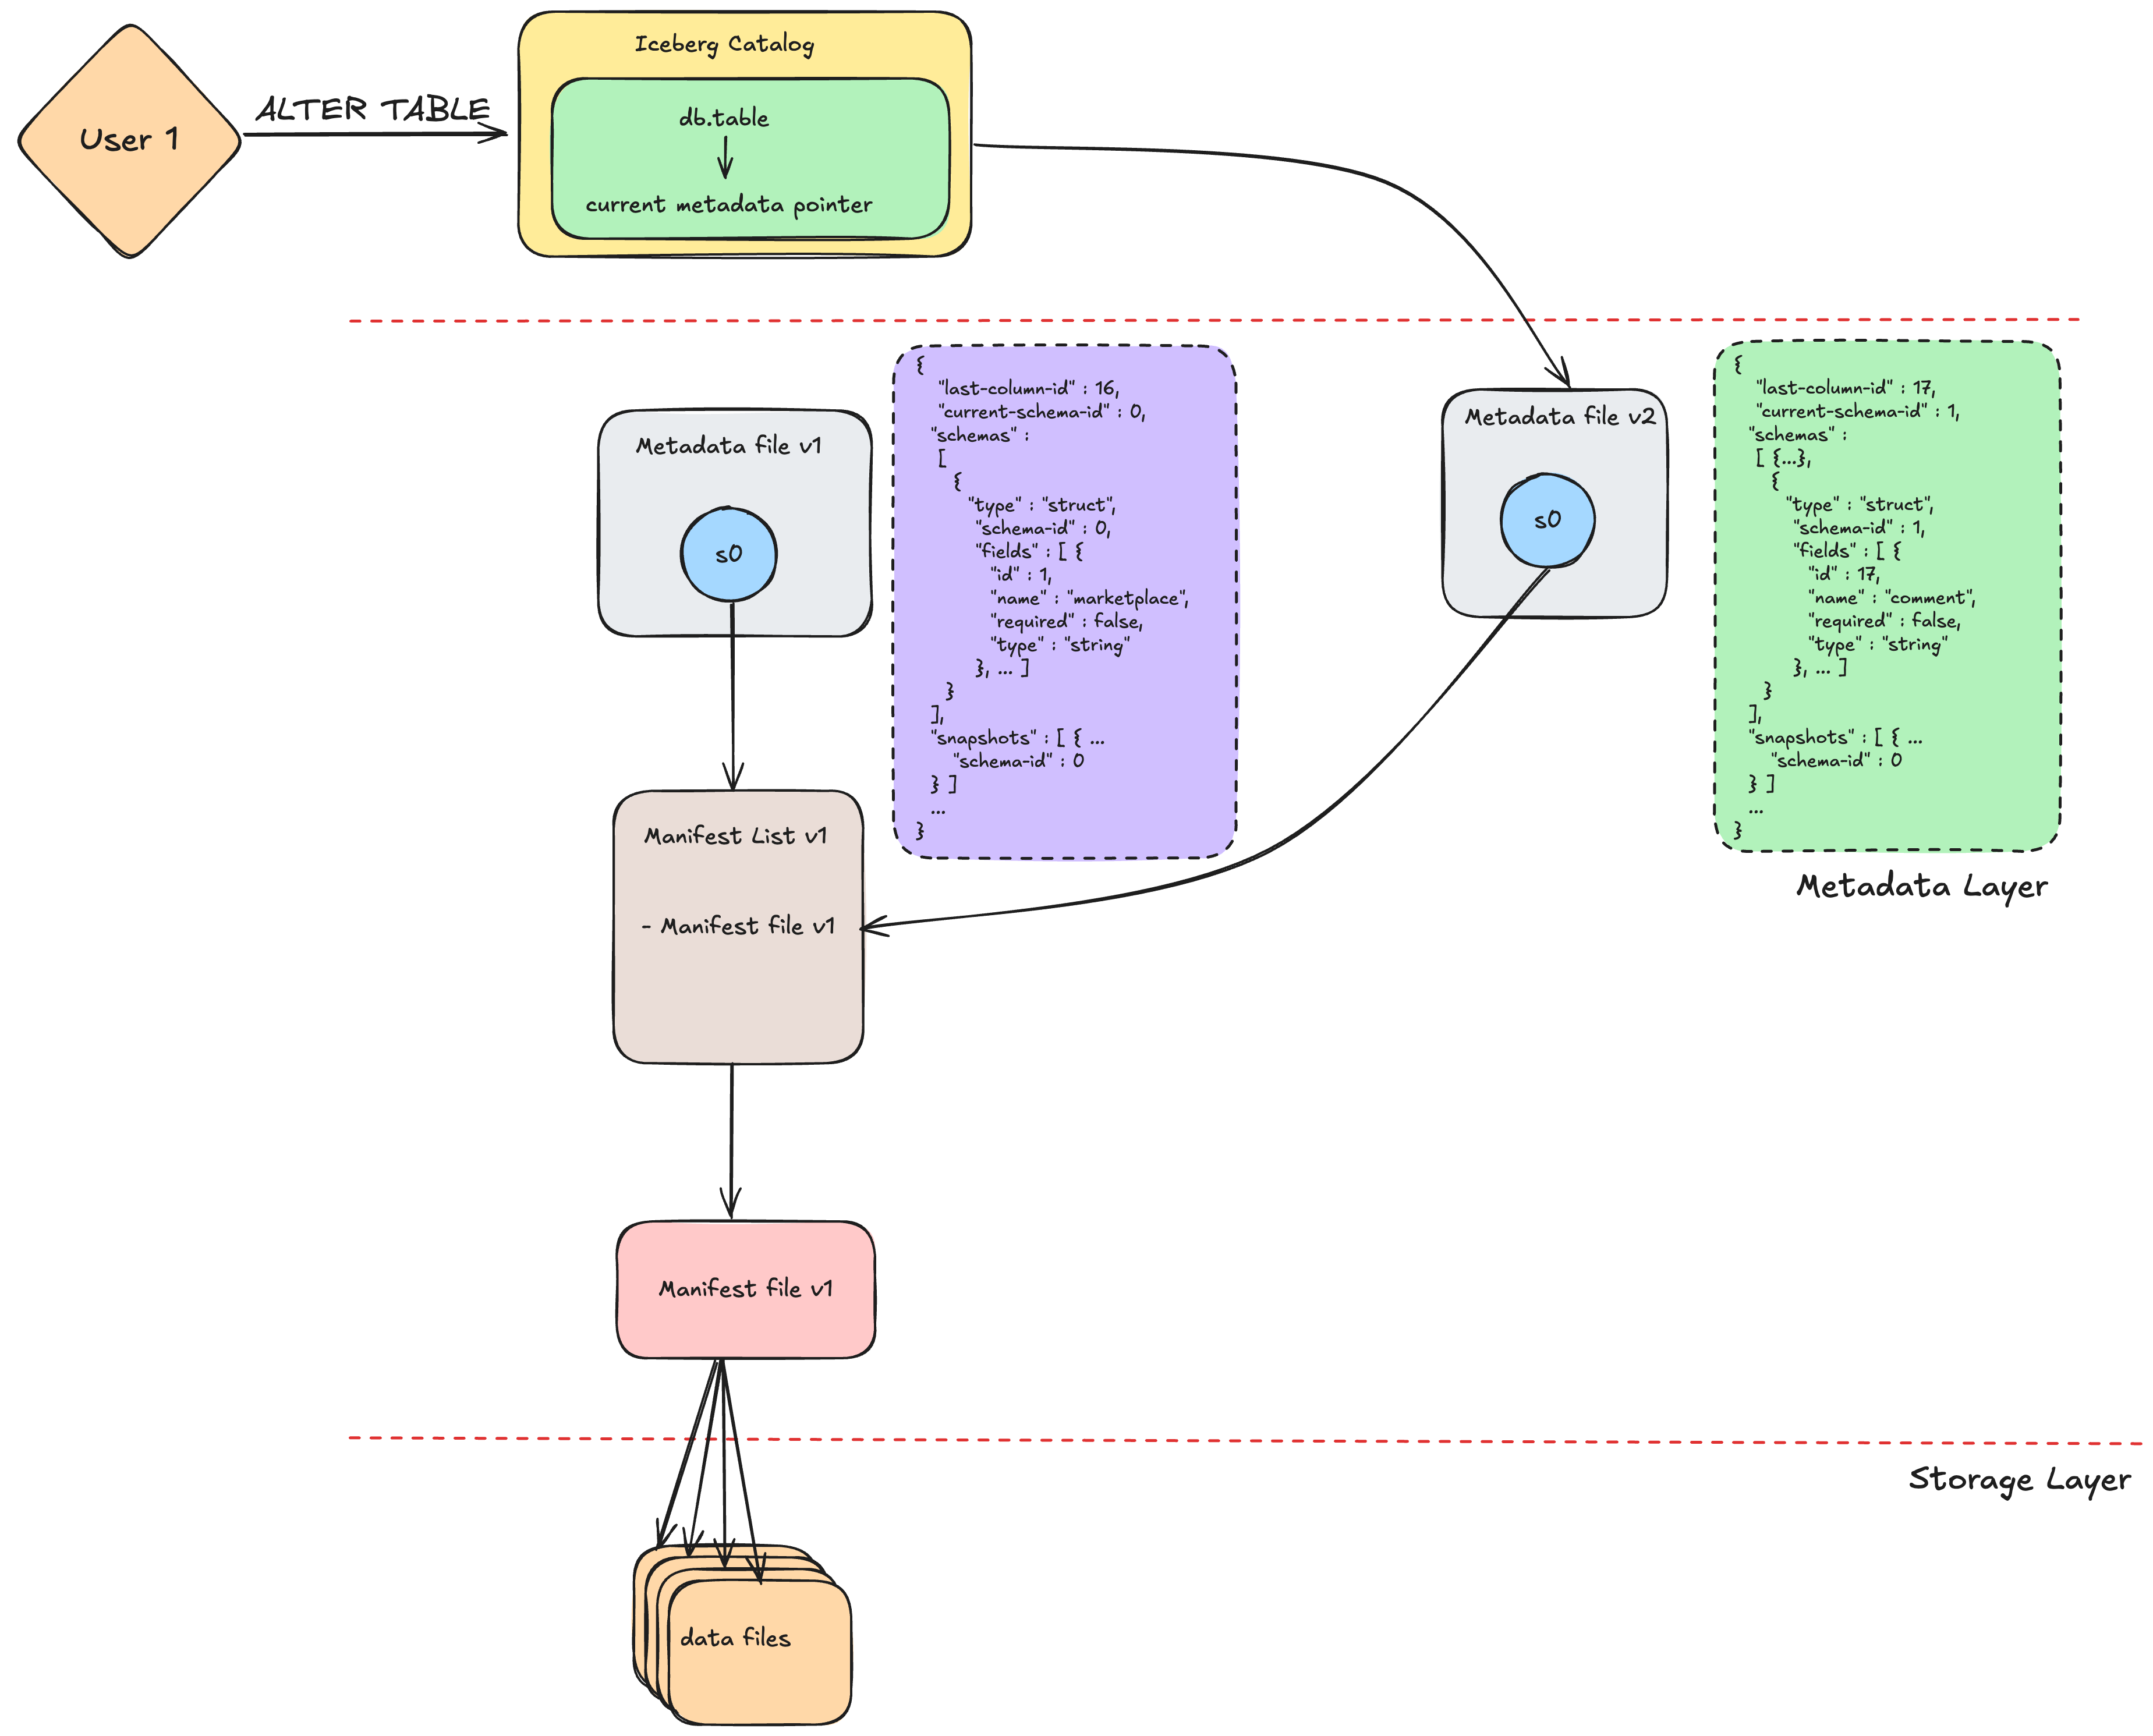 User 1
ALTER TABLE
Iceberg Catalog
db.table
current metadata pointer
Metadata file v1
s0
{
"last-column-id" : 16,
"current-schema-id" : 0,
"schemas" :
[
{
"type" : "struct",
"schema-id" : 0,
"fields" : [ {
"id" : 1,
"name" : "marketplace",
"required" : false,
"type" : "string"
}, ... ]
}
],
"snapshots" : [ { ...
"schema-id" : 0
} ]
...
}
Metadata file v2
s0
{
"last-column-id" : 17,
"current-schema-id" : 1,
"schemas" :
[ {...},
{
"type" : "struct",
"schema-id" : 1,
"fields" : [ {
"id" : 17,
"name" : "comment",
"required" : false,
"type" : "string"
}, ... ]
}
],
"snapshots" : [ { ...
"schema-id" : 0
} ]
...
}
Metadata Layer
Manifest List v1
- Manifest file v1
Manifest file v1
Storage Layer
data files